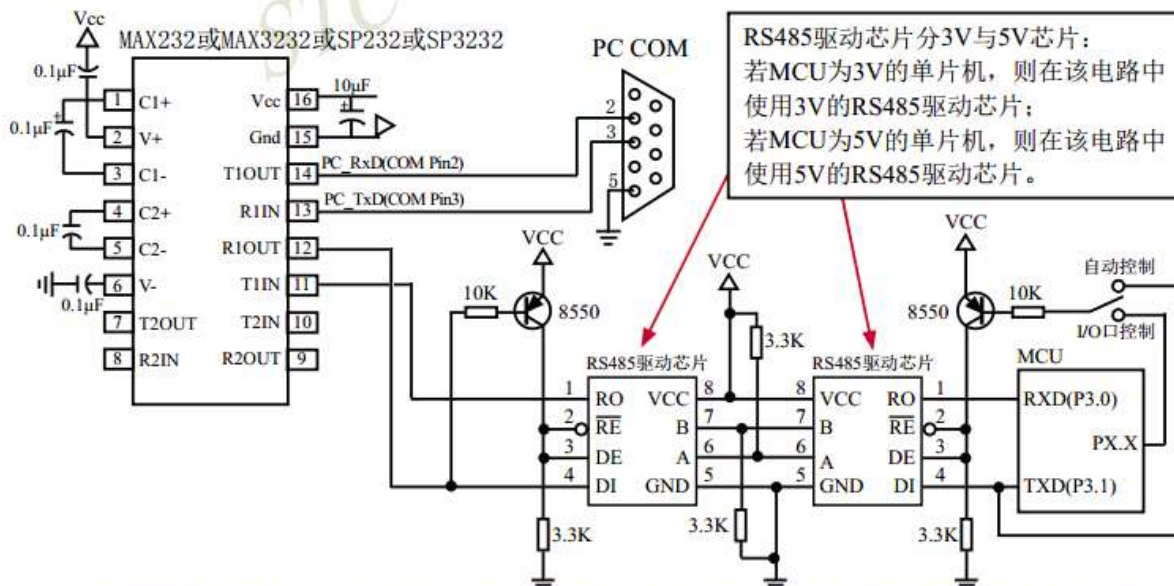 STC
Vcc
MAX232或MAX3232或SP232或SP3232
0.1μF
0.1μF
0.1μF
0.1μF
1 C1+
2 V+
3 C1-
4 C2+
5 C2-
6 V-
7 T2OUT
8 R2IN
Vcc 16
Gnd 15
T1OUT 14
R1IN 13
R1OUT 12
T1IN 11
T2IN 10
R2OUT 9
10μF
PC_RxD(COM Pin2)
PC_TxD(COM Pin3)
PC COM
2
3
5
RS485驱动芯片分3V与5V芯片；
若MCU为3V的单片机，则在该电路中
使用3V的RS485驱动芯片；
若MCU为5V的单片机，则在该电路中
使用5V的RS485驱动芯片。
VCC
10K
8550
3.3K
RS485驱动芯片
1 RO
2 RE
3 DE
4 DI
VCC 8
B 7
A 6
GND 5
VCC
3.3K
3.3K
RS485驱动芯片
8 VCC
7 B
6 A
5 GND
RO 1
RE 2
DE 3
DI 4
VCC
8550
10K
3.3K
自动控制
I/O口控制
MCU
RXD(P3.0)
PX.X
TXD(P3.1)